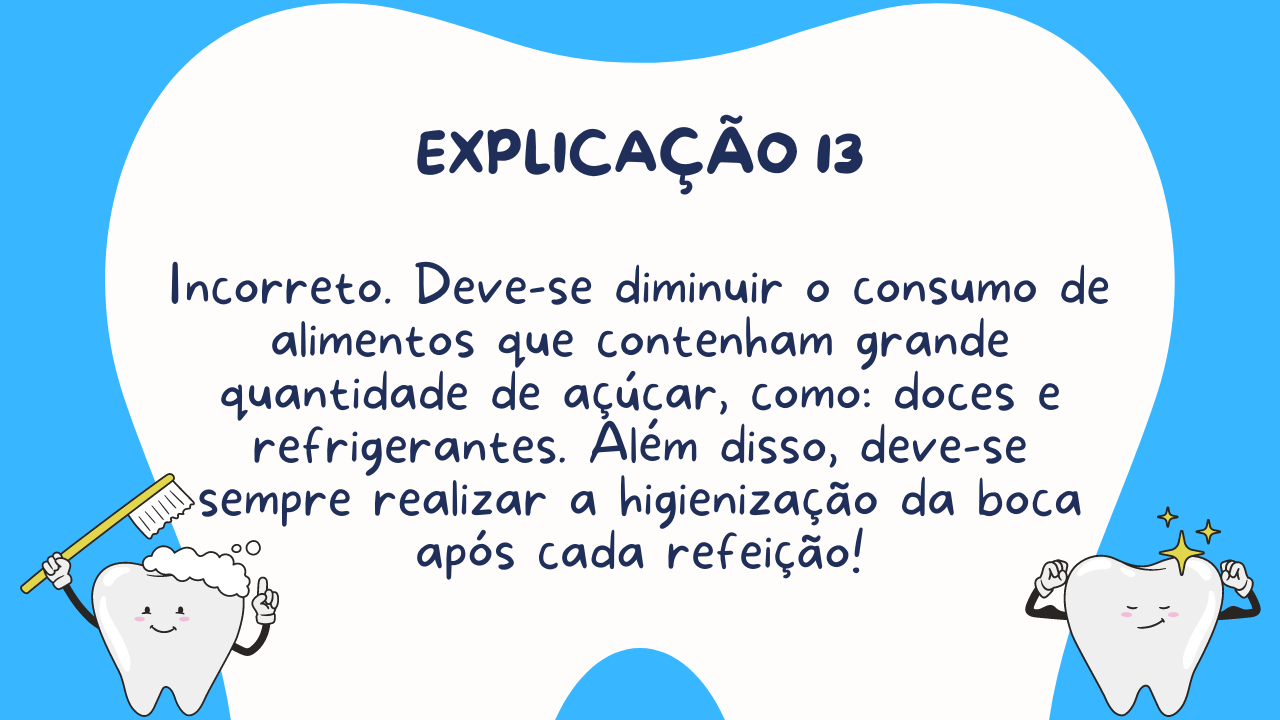 EXPLICAÇÃO 13
Incorreto. Deve-se diminuir o consumo de
alimentos que contenham grande
quantidade de açúcar, como: doces e
refrigerantes. Além disso, deve-se
sempre realizar a higienização da boca
após cada refeição!